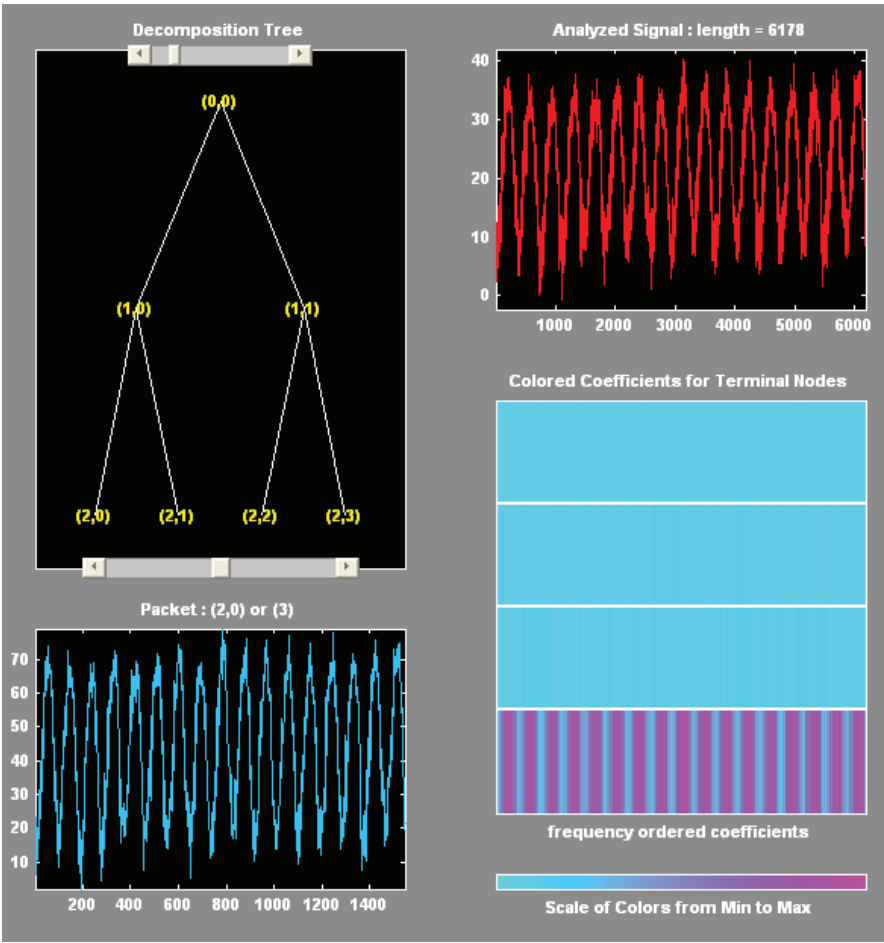 Decomposition Tree
(0,0)
(1,0) (1,1)
(2,0) (2,1) (2,2) (2,3)
Analyzed Signal : length = 6178
40
30
20
10
0
1000 2000 3000 4000 5000 6000
Colored Coefficients for Terminal Nodes
frequency ordered coefficients
Scale of Colors from Min to Max
Packet : (2,0) or (3)
70
60
50
40
30
20
10
200 400 600 800 1000 1200 1400